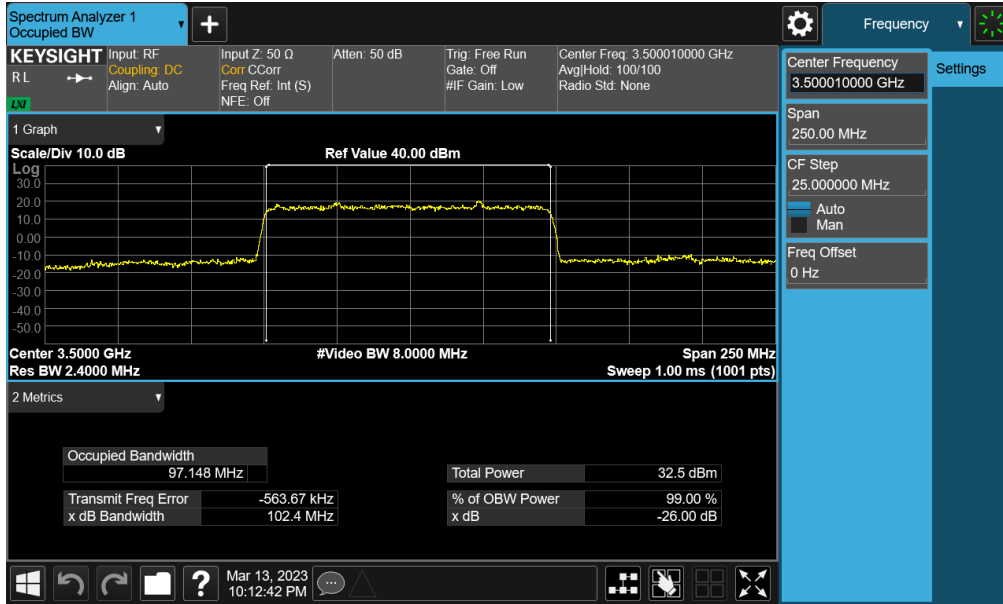 Spectrum Analyzer 1
Occupied BW
Frequency
KEYSIGHT
R L
LXI
Input: RF
Coupling: DC
Align: Auto
Input Z: 50 Ω
Corr CCorr
Freq Ref: Int (S)
NFE: Off
Atten: 50 dB
Trig: Free Run
Gate: Off
#IF Gain: Low
Center Freq: 3.500010000 GHz
Avg|Hold: 100/100
Radio Std: None
Center Frequency
3.500010000 GHz
Settings
Span
250.00 MHz
CF Step
25.000000 MHz
Auto
Man
Freq Offset
0 Hz
1 Graph
Scale/Div 10.0 dB
Ref Value 40.00 dBm
Log
30.0
20.0
10.0
0.00
-10.0
-20.0
-30.0
-40.0
-50.0
Center 3.5000 GHz
#Video BW 8.0000 MHz
Span 250 MHz
Res BW 2.4000 MHz
Sweep 1.00 ms (1001 pts)
2 Metrics
Occupied Bandwidth
97.148 MHz
Total Power 32.5 dBm
Transmit Freq Error -563.67 kHz
% of OBW Power 99.00 %
x dB Bandwidth 102.4 MHz
x dB -26.00 dB
?
Mar 13, 2023
10:12:42 PM